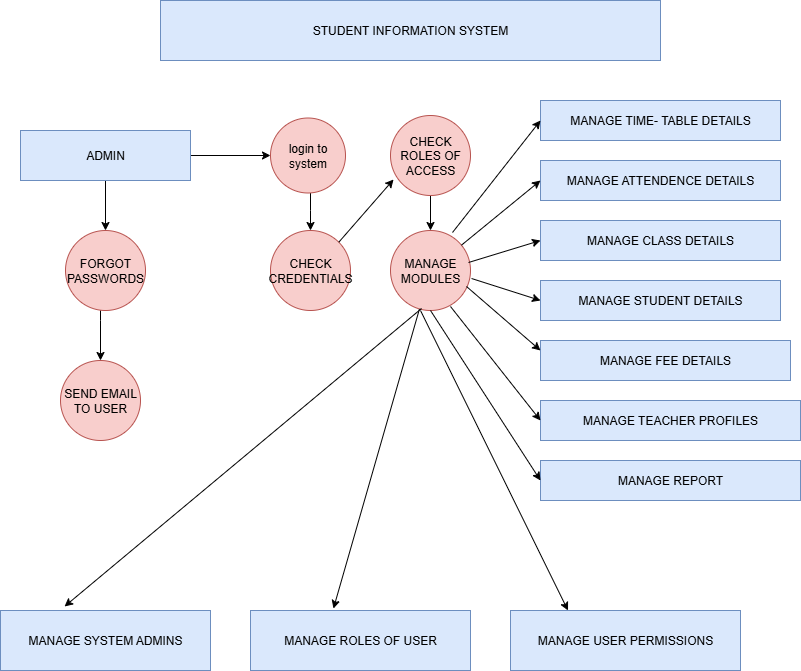 STUDENT INFORMATION SYSTEM
ADMIN
login to
system
CHECK
ROLES OF
ACCESS
MANAGE TIME- TABLE DETAILS
MANAGE ATTENDENCE DETAILS
MANAGE CLASS DETAILS
FORGOT
PASSWORDS
CHECK
CREDENTIALS
MANAGE
MODULES
MANAGE STUDENT DETAILS
MANAGE FEE DETAILS
SEND EMAIL
TO USER
MANAGE TEACHER PROFILES
MANAGE REPORT
MANAGE SYSTEM ADMINS
MANAGE ROLES OF USER
MANAGE USER PERMISSIONS